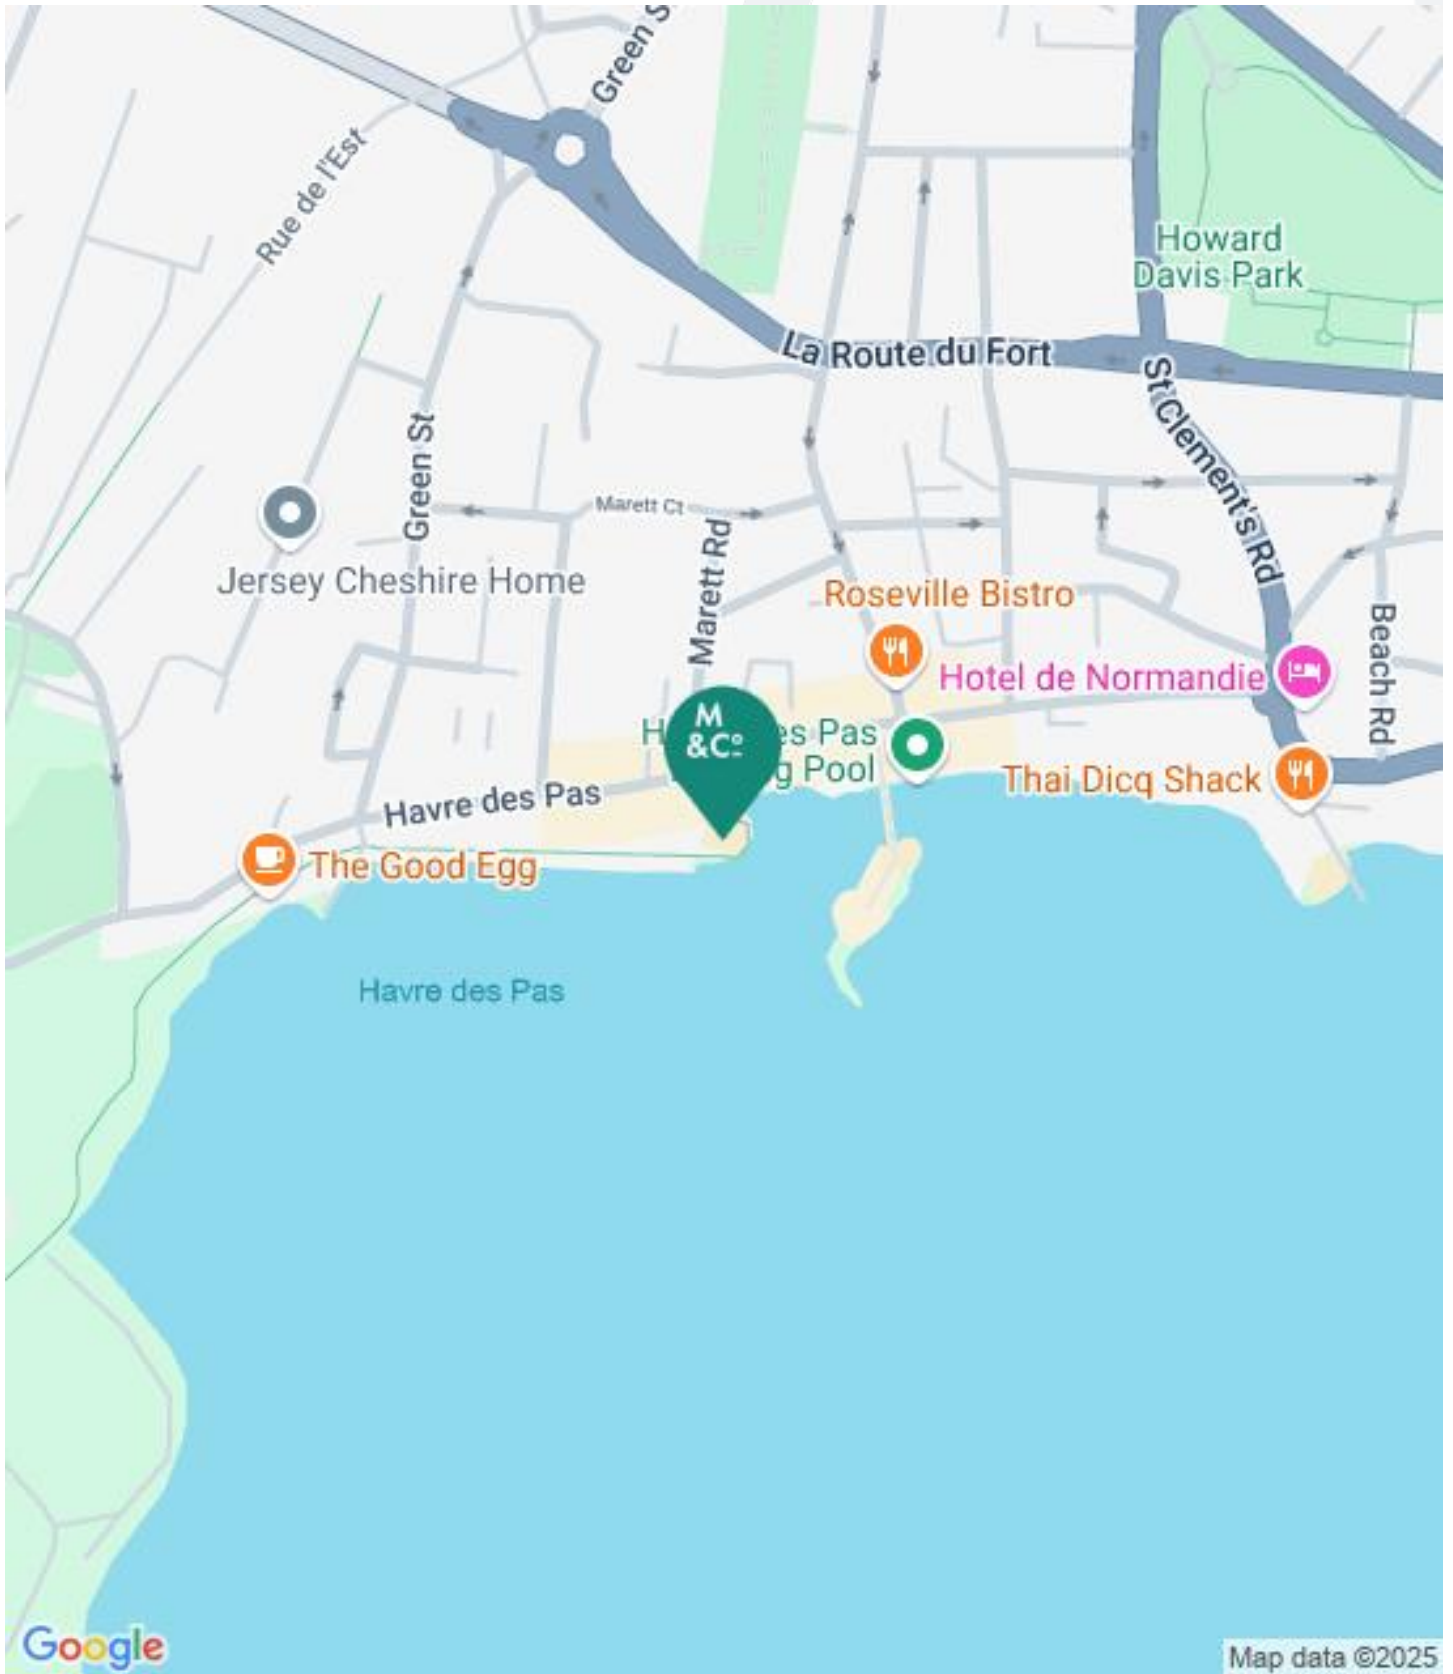 Green S
Rue de l'Est
Howard
Davis Park
La Route du Fort
St Clement's Rd
Green St
Marett Ct
Marett Rd
Jersey Cheshire Home
Roseville Bistro
Beach Rd
Hotel de Normandie
M
&Co
H es Pas
g Pool
Thai Dicq Shack
Havre des Pas
The Good Egg
Havre des Pas
Google
Map data ©2025